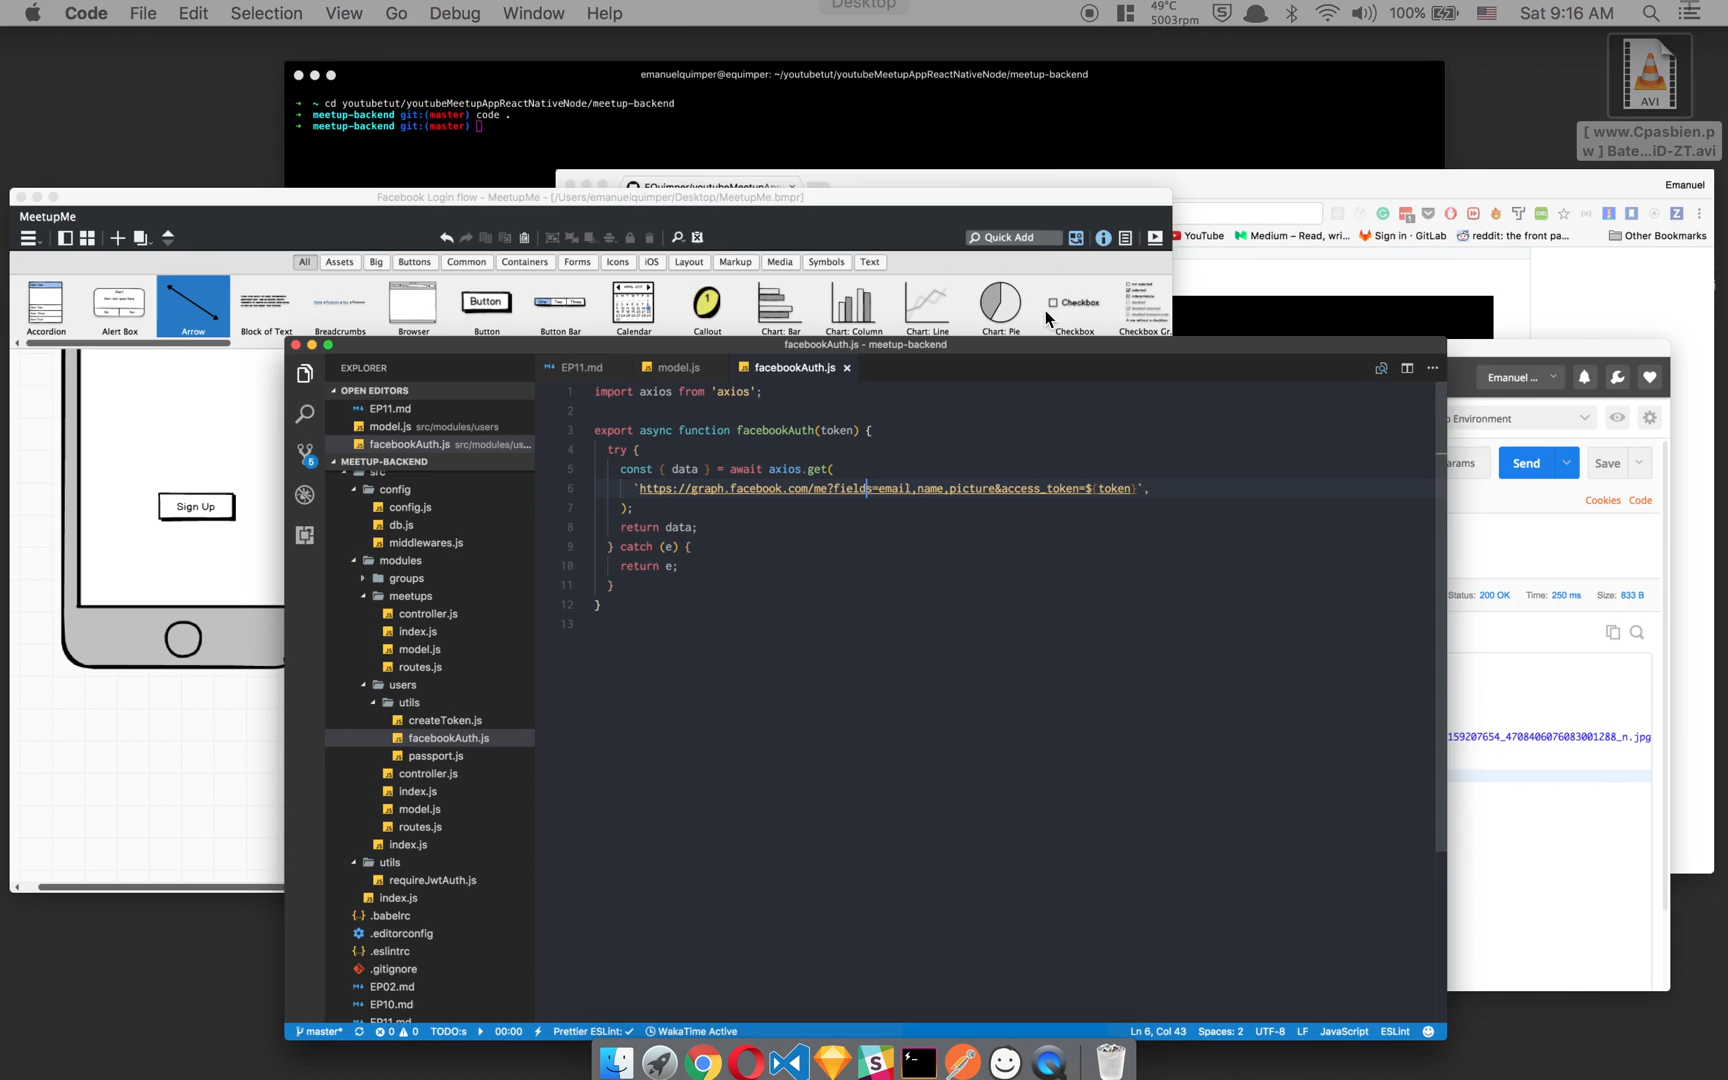 Code File Edit Selection View Go Debug Window Help
Desktop
49°C
5003rpm
100%
Sat 9:16 AM
AVI
[ www.Cpasbien.p
w ] Bate...iD-ZT.avi
emanuelquimper@equimper: ~/youtubetut/youtubeMeetupAppReactNativeNode/meetup-backend
➜ ~ cd youtubetut/youtubeMeetupAppReactNativeNode/meetup-backend
➜ meetup-backend git:(master) code .
➜ meetup-backend git:(master)
EQuimper/youtubeMeetupAp
Emanuel
Facebook Login flow - MeetupMe - [/Users/emanuelquimper/Desktop/MeetupMe.bmpr]
MeetupMe
Quick Add
YouTube Medium – Read, wri... Sign in · GitLab reddit: the front pa... Other Bookmarks
All Assets Big Buttons Common Containers Forms Icons iOS Layout Markup Media Symbols Text
Button
Checkbox
Accordion Alert Box Arrow Block of Text Breadcrumbs Browser Button Button Bar Calendar Callout Chart: Bar Chart: Column Chart: Line Chart: Pie Checkbox Checkbox Gr.
Sign Up
facebookAuth.js - meetup-backend
EXPLORER
OPEN EDITORS
EP11.md
model.js src/modules/users
facebookAuth.js src/modules/us...
MEETUP-BACKEND
src
config
config.js
db.js
middlewares.js
modules
groups
meetups
controller.js
index.js
model.js
routes.js
users
utils
createToken.js
facebookAuth.js
passport.js
controller.js
index.js
model.js
routes.js
index.js
utils
requireJwtAuth.js
index.js
.babelrc
.editorconfig
.eslintrc
.gitignore
EP02.md
EP10.md
EP11.md
5
EP11.md model.js facebookAuth.js
1 import axios from 'axios';
2
3 export async function facebookAuth(token) {
4 try {
5 const { data } = await axios.get(
6 `https://graph.facebook.com/me?fields=email,name,picture&access_token=${token}`,
7 );
8 return data;
9 } catch (e) {
10 return e;
11 }
12 }
13
Emanuel ...
o Environment
arams Send Save
Cookies Code
Status: 200 OK Time: 250 ms Size: 833 B
159207654_4708406076083001288_n.jpg
master* 0 0 TODO:s 00:00 Prettier ESLint: ✓ WakaTime Active
Ln 6, Col 43 Spaces: 2 UTF-8 LF JavaScript ESLint